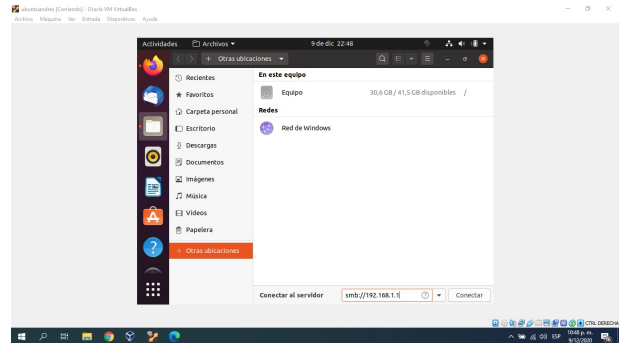 ubuntuandres [Corriendo] - Oracle VM VirtualBox
Archivo Máquina Ver Entrada Dispositivos Ayuda
Actividades Archivos 9 de dic 22:48
Otras ubicaciones
Recientes
Favoritos
Carpeta personal
Escritorio
Descargas
Documentos
Imágenes
Música
Vídeos
Papelera
+ Otras ubicaciones
En este equipo
Equipo 30,6 GB / 41,5 GB disponibles /
Redes
Red de Windows
Conectar al servidor smb://192.168.1.1 Conectar
CTRL DERECHA
ESP 10:48 p. m.
9/12/2020